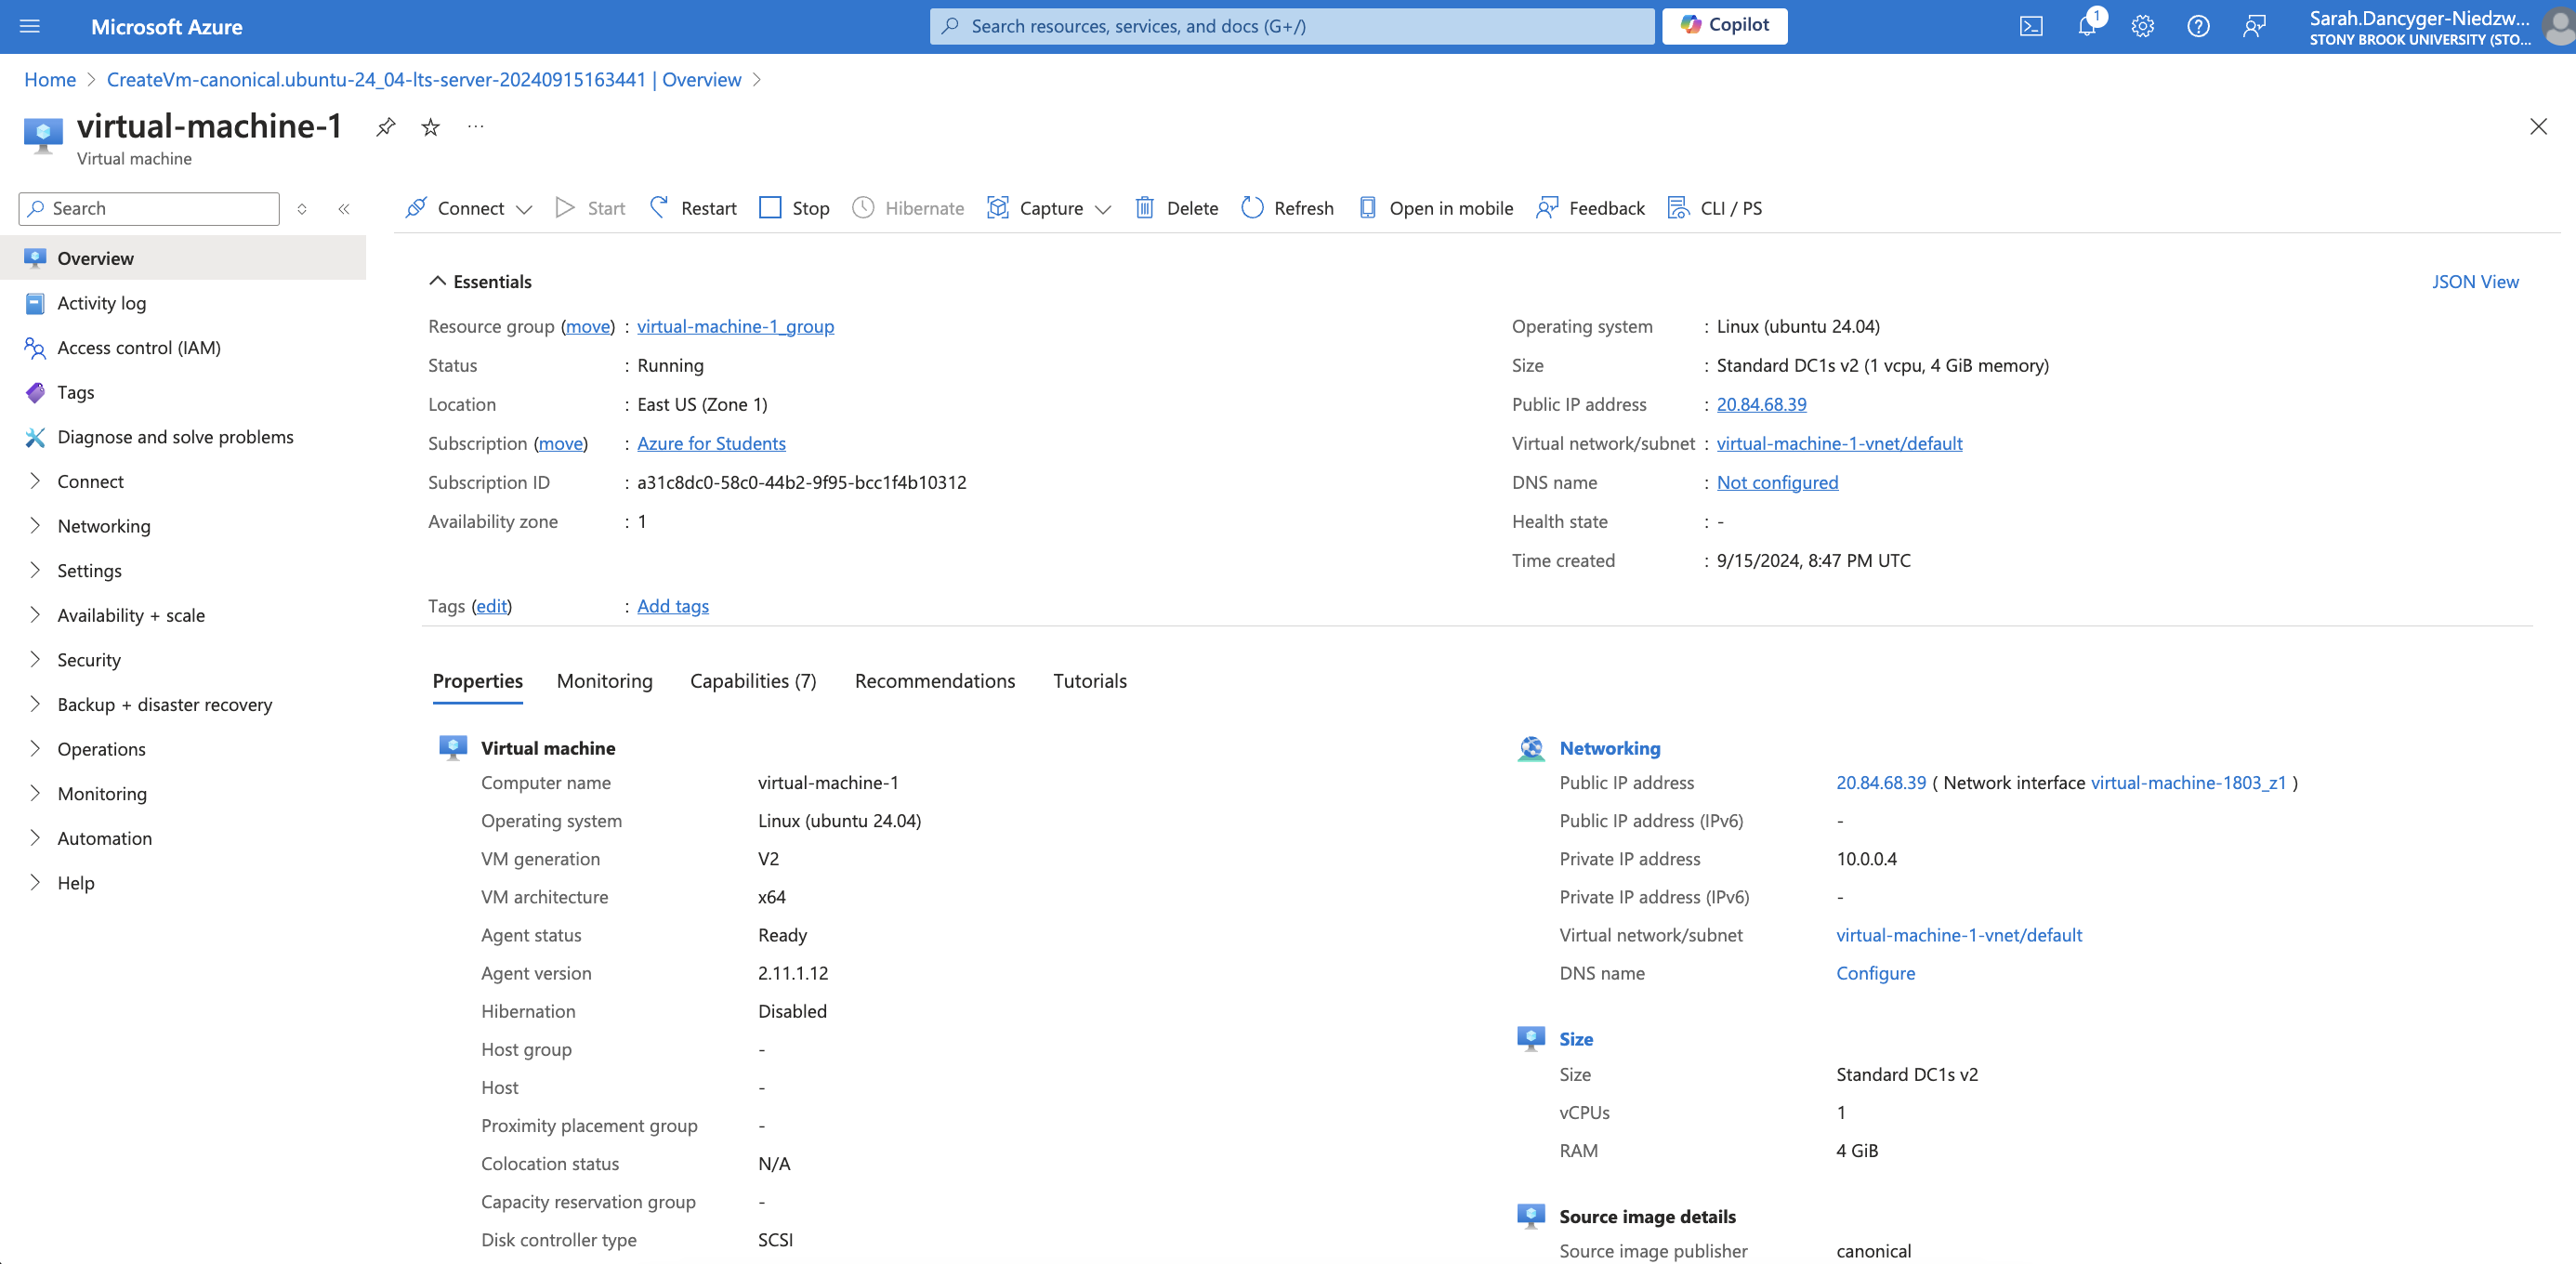 Microsoft Azure
Search resources, services, and docs (G+/)
Copilot
1
Sarah.Dancyger-Niedzw...
STONY BROOK UNIVERSITY (STO...
Home > CreateVm-canonical.ubuntu-24_04-lts-server-20240915163441 | Overview >
virtual-machine-1
Virtual machine
Search
Connect
Start
Restart
Stop
Hibernate
Capture
Delete
Refresh
Open in mobile
Feedback
CLI / PS
Overview
Activity log
Access control (IAM)
Tags
Diagnose and solve problems
Connect
Networking
Settings
Availability + scale
Security
Backup + disaster recovery
Operations
Monitoring
Automation
Help
Essentials
JSON View
Resource group (move) : virtual-machine-1_group
Status : Running
Location : East US (Zone 1)
Subscription (move) : Azure for Students
Subscription ID : a31c8dc0-58c0-44b2-9f95-bcc1f4b10312
Availability zone : 1
Operating system : Linux (ubuntu 24.04)
Size : Standard DC1s v2 (1 vcpu, 4 GiB memory)
Public IP address : 20.84.68.39
Virtual network/subnet : virtual-machine-1-vnet/default
DNS name : Not configured
Health state : -
Time created : 9/15/2024, 8:47 PM UTC
Tags (edit) : Add tags
Properties
Monitoring
Capabilities (7)
Recommendations
Tutorials
Virtual machine
Computer name virtual-machine-1
Operating system Linux (ubuntu 24.04)
VM generation V2
VM architecture x64
Agent status Ready
Agent version 2.11.1.12
Hibernation Disabled
Host group -
Host -
Proximity placement group -
Colocation status N/A
Capacity reservation group -
Disk controller type SCSI
Networking
Public IP address 20.84.68.39 ( Network interface virtual-machine-1803_z1 )
Public IP address (IPv6) -
Private IP address 10.0.0.4
Private IP address (IPv6) -
Virtual network/subnet virtual-machine-1-vnet/default
DNS name Configure
Size
Size Standard DC1s v2
vCPUs 1
RAM 4 GiB
Source image details
Source image publisher canonical